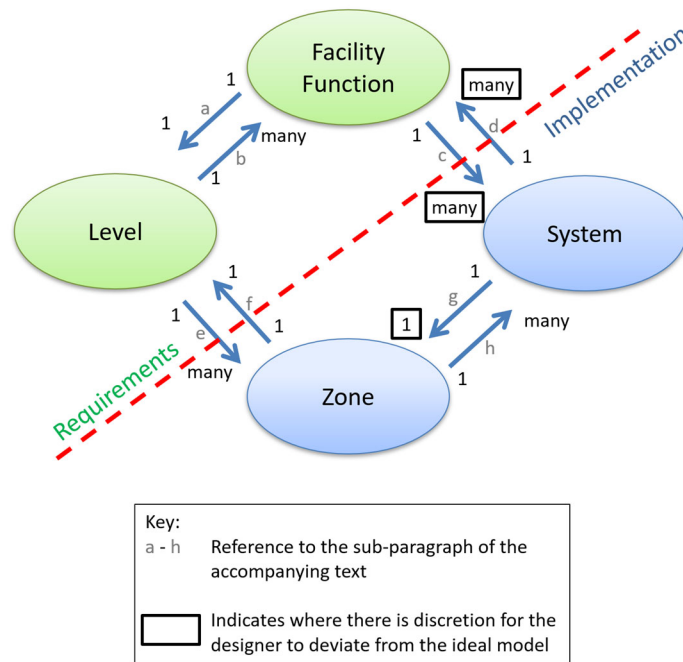 Facility
Function
many
Implementation
1
a
1
b
many
1
1
c
d
1
many
Level
System
1
e
many
1
f
1
1
g
1
many
h
1
Requirements
Zone
Key:
a - h Reference to the sub-paragraph of the
accompanying text
Indicates where there is discretion for the
designer to deviate from the ideal model